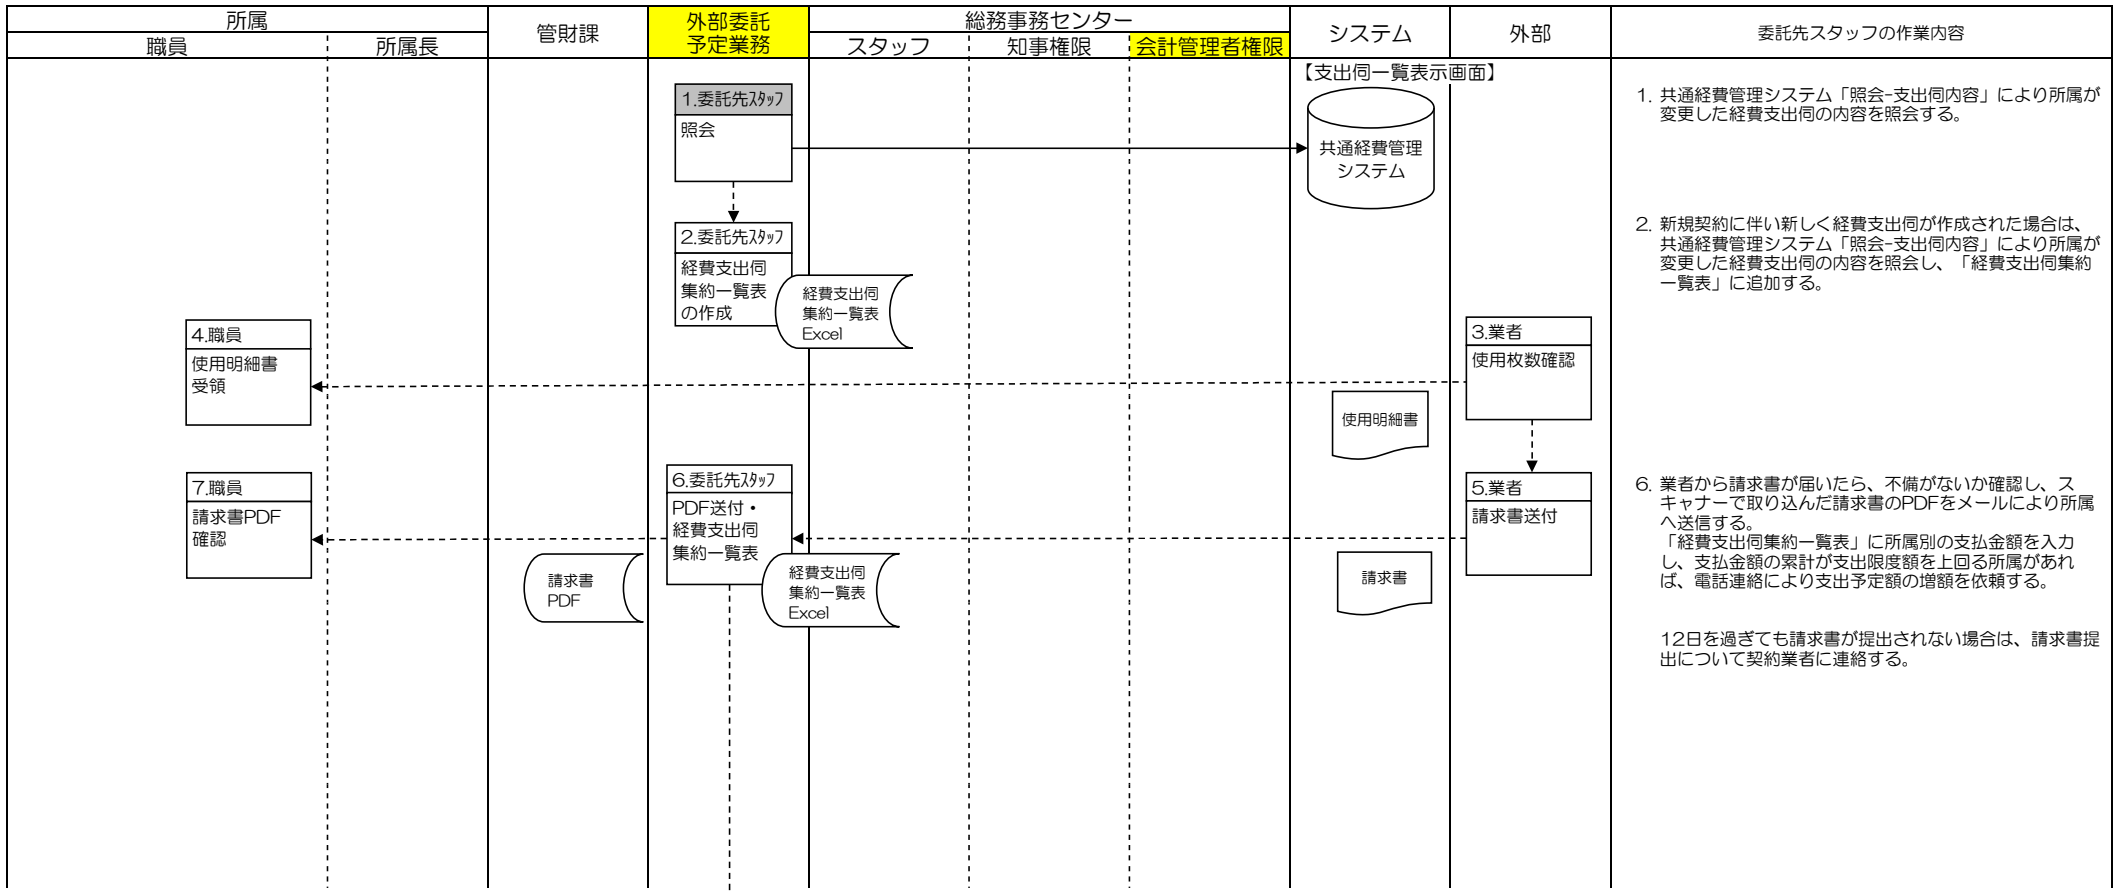 所属
管財課
外部委託
予定業務
総務事務センター
システム
外部
委託先スタッフの作業内容
職員
所属長
スタッフ
知事権限
会計管理者権限
【支出伺一覧表示画面】
1.委託先ｽﾀｯﾌ
照会
共通経費管理
システム
1. 共通経費管理システム「照会-支出伺内容」により所属が
変更した経費支出伺の内容を照会する。
2.委託先ｽﾀｯﾌ
経費支出伺
集約一覧表
の作成
経費支出伺
集約一覧表
Excel
2. 新規契約に伴い新しく経費支出伺が作成された場合は、
共通経費管理システム「照会-支出伺内容」により所属が
変更した経費支出伺の内容を照会し、「経費支出伺集約
一覧表」に追加する。
4.職員
使用明細書
受領
3.業者
使用枚数確認
使用明細書
7.職員
請求書PDF
確認
請求書
PDF
6.委託先ｽﾀｯﾌ
PDF送付・
経費支出伺
集約一覧表
経費支出伺
集約一覧表
Excel
5.業者
請求書送付
請求書
6. 業者から請求書が届いたら、不備がないか確認し、ス
キャナーで取り込んだ請求書のPDFをメールにより所属
へ送信する。
「経費支出伺集約一覧表」に所属別の支払金額を入力
し、支払金額の累計が支出限度額を上回る所属があれ
ば、電話連絡により支出予定額の増額を依頼する。
12日を過ぎても請求書が提出されない場合は、請求書提
出について契約業者に連絡する。